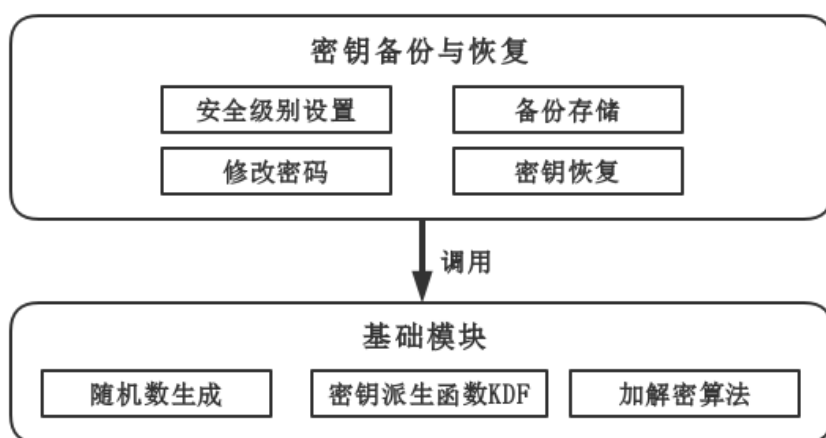 密钥备份与恢复
安全级别设置
备份存储
修改密码
密钥恢复
调用
基础模块
随机数生成
密钥派生函数KDF
加解密算法